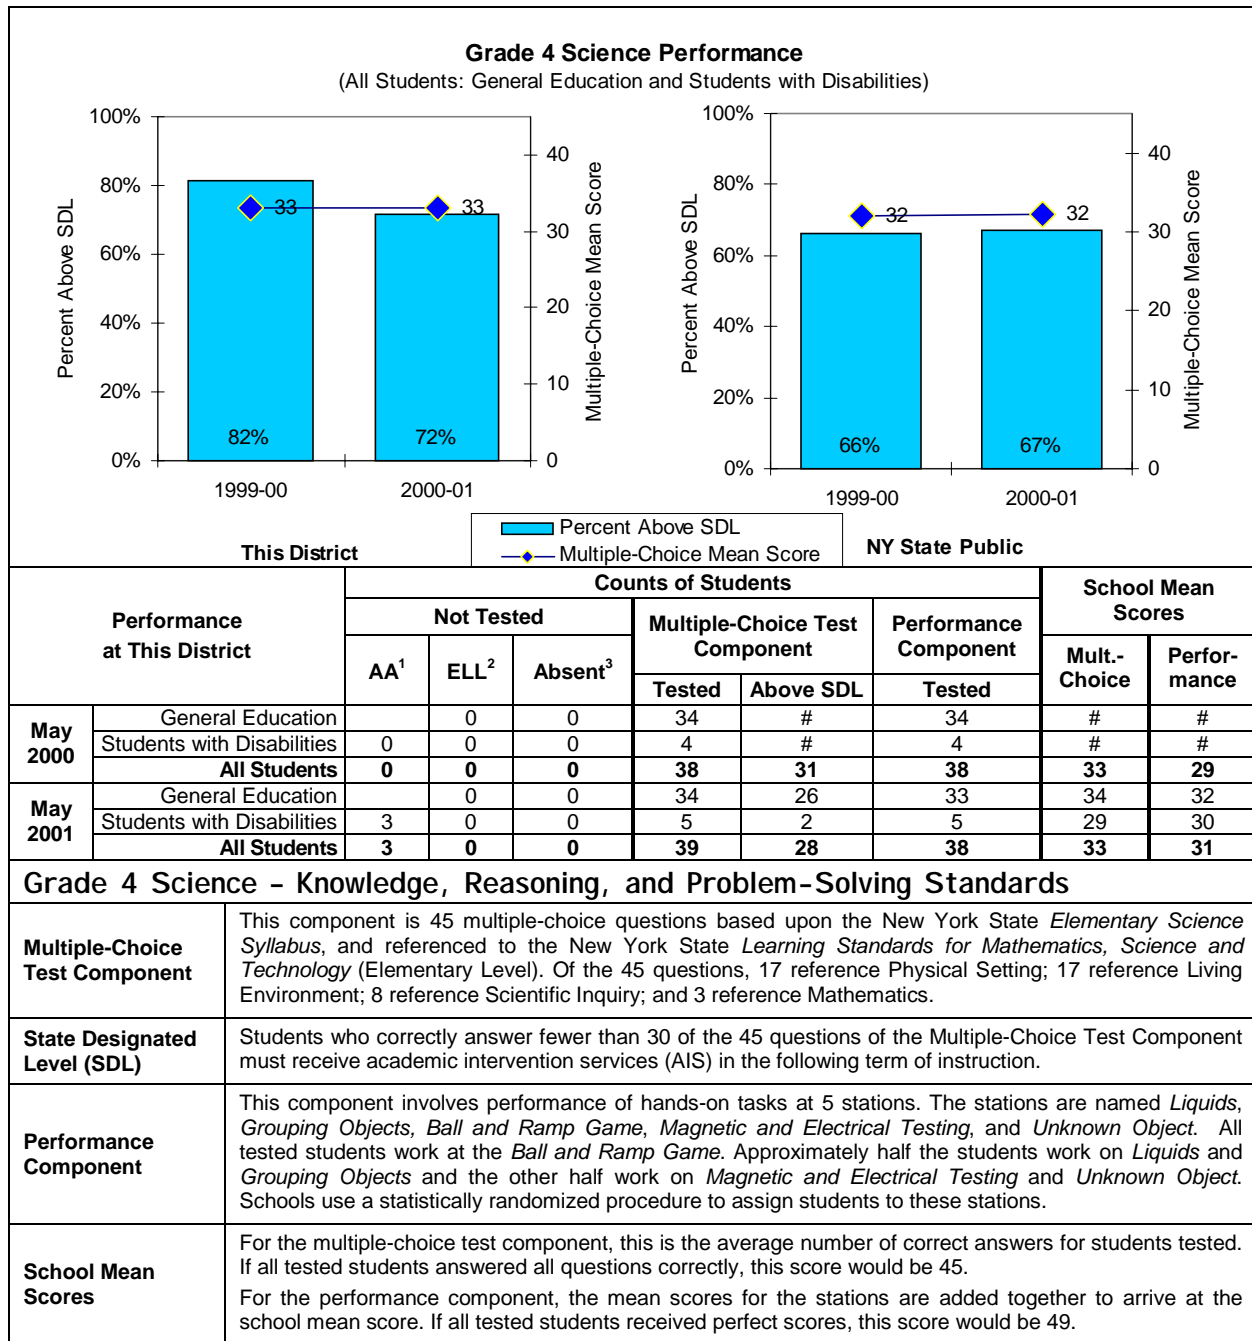 Grade 4 Science Performance
(All Students: General Education and Students with Disabilities)
100%
80%
60%
40%
20%
0%
Percent Above SDL
33
33
82%
72%
1999-00
2000-01
40
30
20
10
0
Multiple-Choice Mean Score
This District
100%
80%
60%
40%
20%
0%
Percent Above SDL
32
32
66%
67%
1999-00
2000-01
40
30
20
10
0
Multiple-Choice Mean Score
NY State Public
Percent Above SDL
Multiple-Choice Mean Score
Performance
at This District
Counts of Students
School Mean
Scores
Not Tested
Multiple-Choice Test
Component
Performance
Component
AA1 ELL2 Absent3
Tested Above SDL Tested
Mult.-
Choice
Perfor-
mance
May
2000
General Education 0 0 34 # 34 # #
Students with Disabilities 0 0 0 4 # 4 # #
All Students 0 0 0 38 31 38 33 29
May
2001
General Education 0 0 34 26 33 34 32
Students with Disabilities 3 0 0 5 2 5 29 30
All Students 3 0 0 39 28 38 33 31
Grade 4 Science – Knowledge, Reasoning, and Problem-Solving Standards
Multiple-Choice
Test Component
This component is 45 multiple-choice questions based upon the New York State Elementary Science
Syllabus, and referenced to the New York State Learning Standards for Mathematics, Science and
Technology (Elementary Level). Of the 45 questions, 17 reference Physical Setting; 17 reference Living
Environment; 8 reference Scientific Inquiry; and 3 reference Mathematics.
State Designated
Level (SDL)
Students who correctly answer fewer than 30 of the 45 questions of the Multiple-Choice Test Component
must receive academic intervention services (AIS) in the following term of instruction.
Performance
Component
This component involves performance of hands-on tasks at 5 stations. The stations are named Liquids,
Grouping Objects, Ball and Ramp Game, Magnetic and Electrical Testing, and Unknown Object. All
tested students work at the Ball and Ramp Game. Approximately half the students work on Liquids and
Grouping Objects and the other half work on Magnetic and Electrical Testing and Unknown Object.
Schools use a statistically randomized procedure to assign students to these stations.
School Mean
Scores
For the multiple-choice test component, this is the average number of correct answers for students tested.
If all tested students answered all questions correctly, this score would be 45.
For the performance component, the mean scores for the stations are added together to arrive at the
school mean score. If all tested students received perfect scores, this score would be 49.